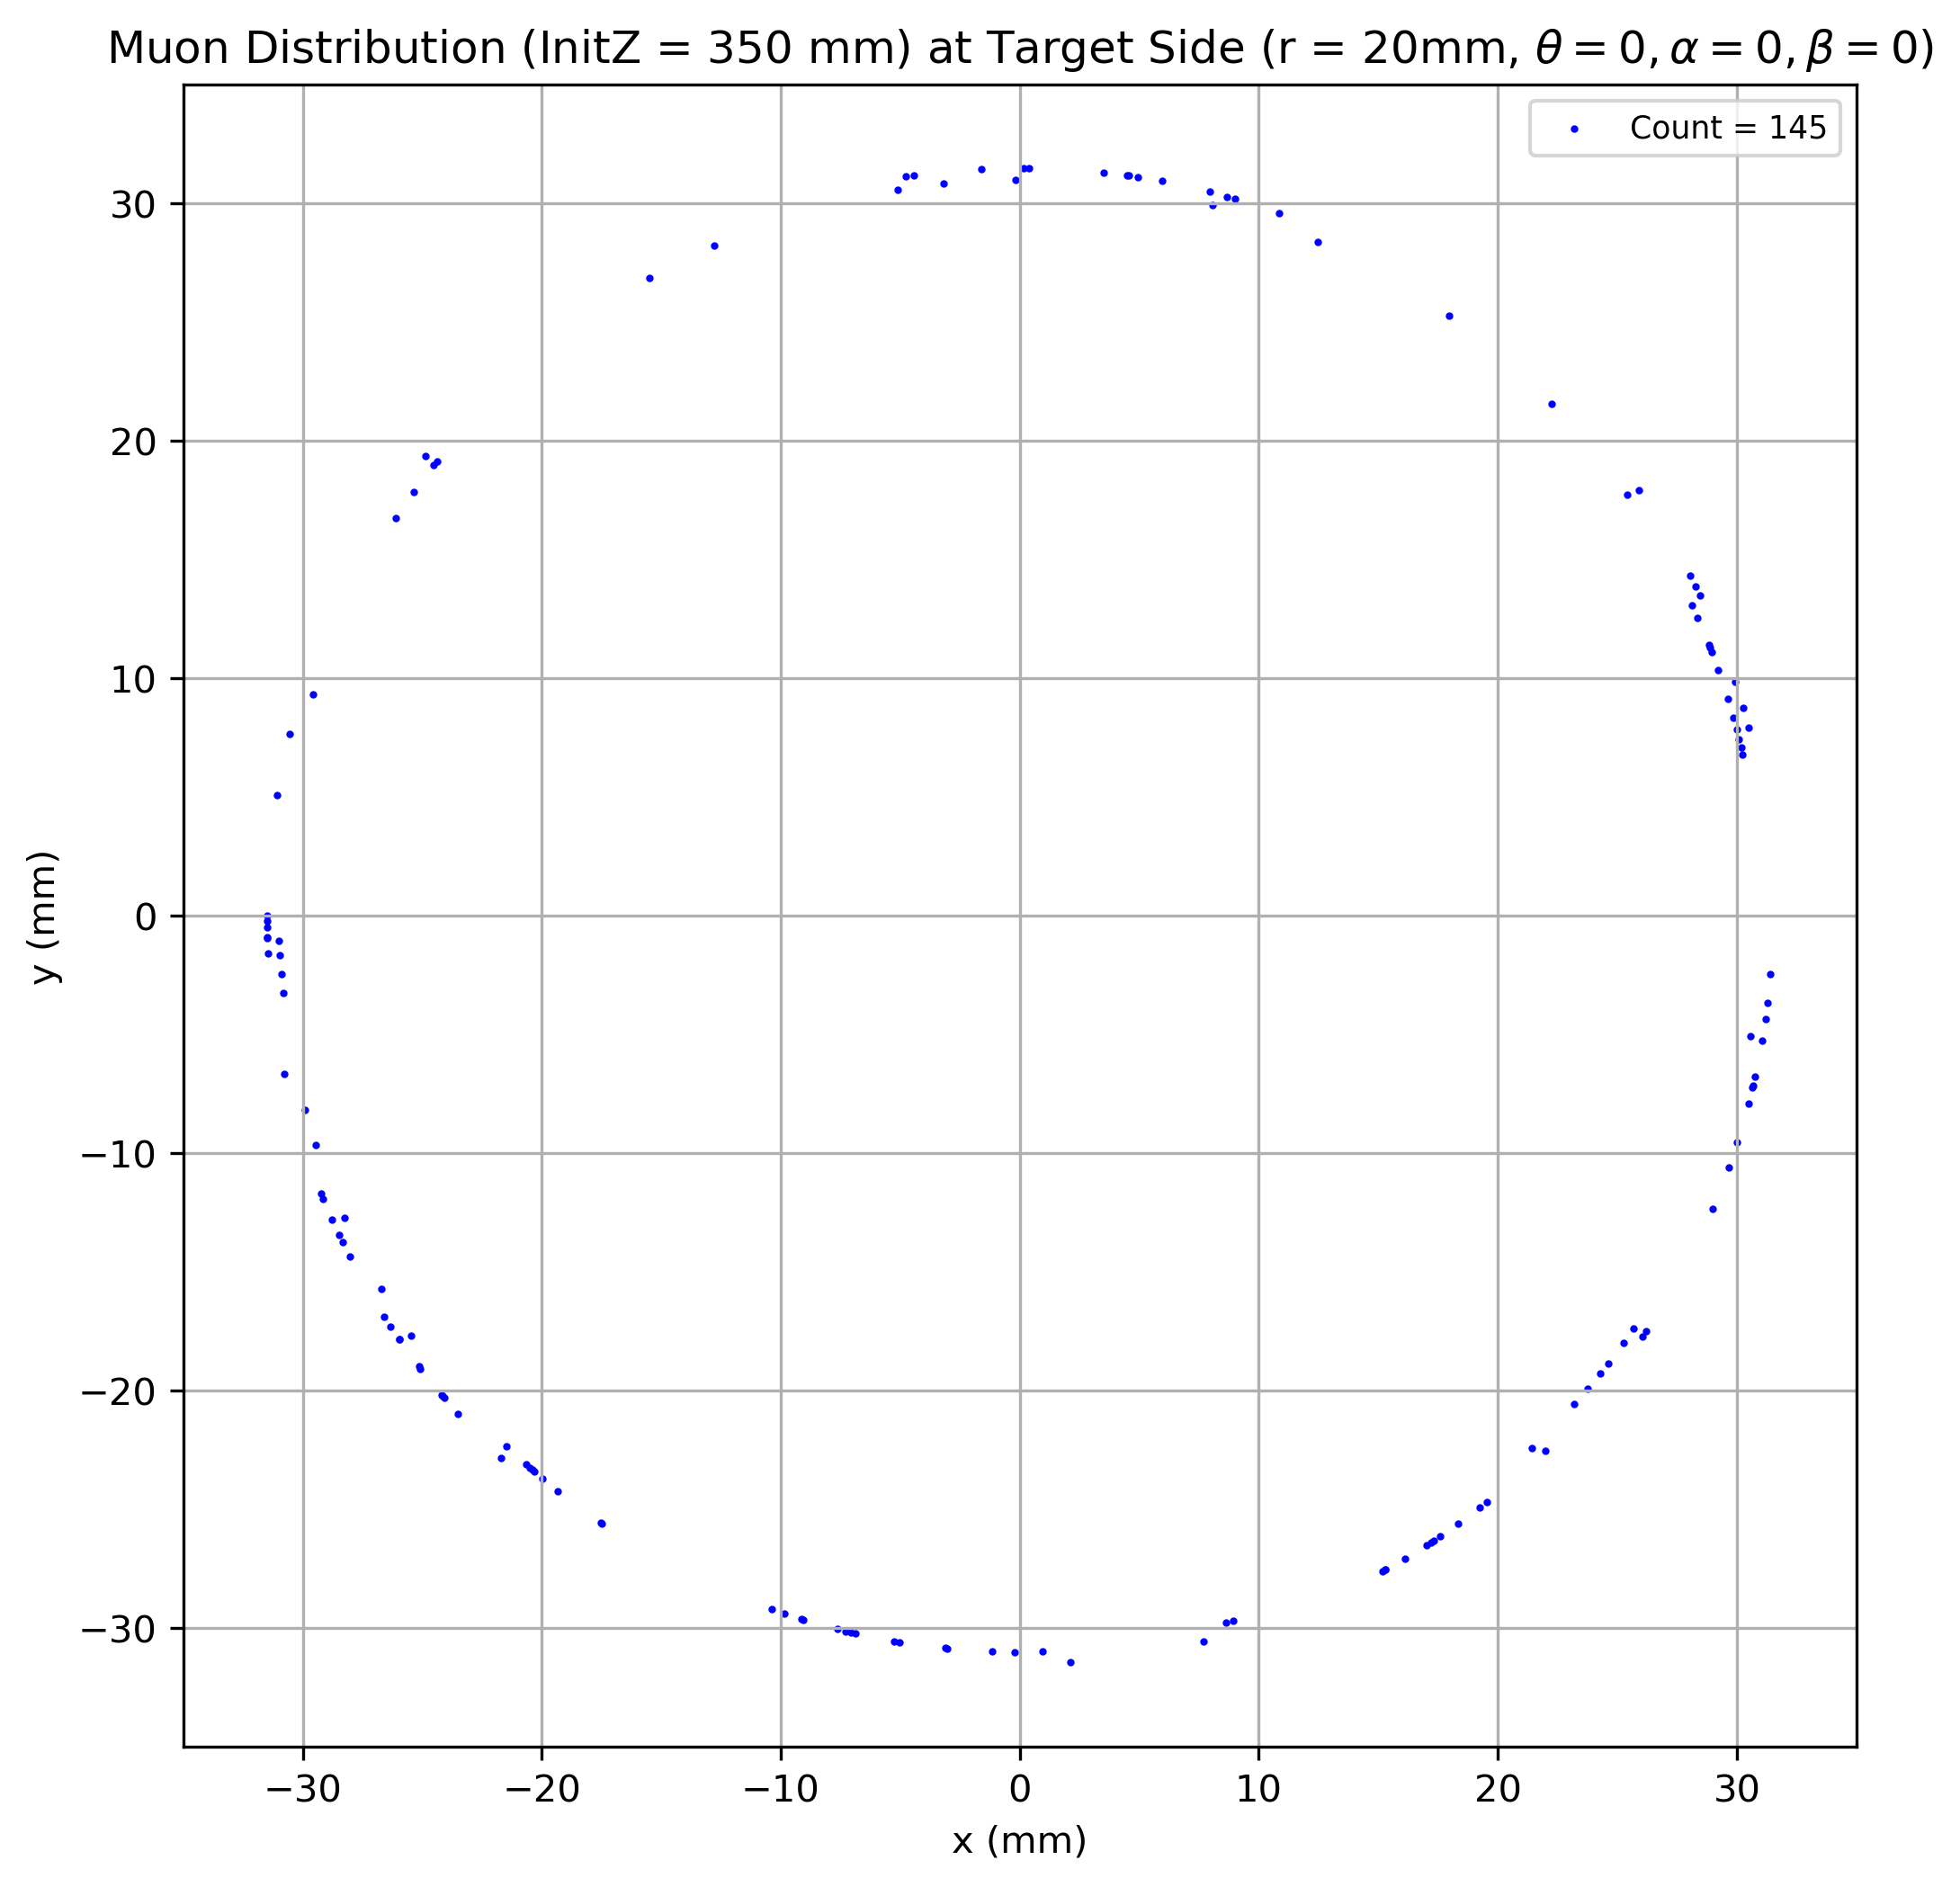 Muon Distribution (InitZ = 350 mm) at Target Side (r = 20mm, θ = 0, α = 0, β = 0)
Count = 145
30
20
10
0
−10
−20
−30
y (mm)
−30 −20 −10 0 10 20 30
x (mm)